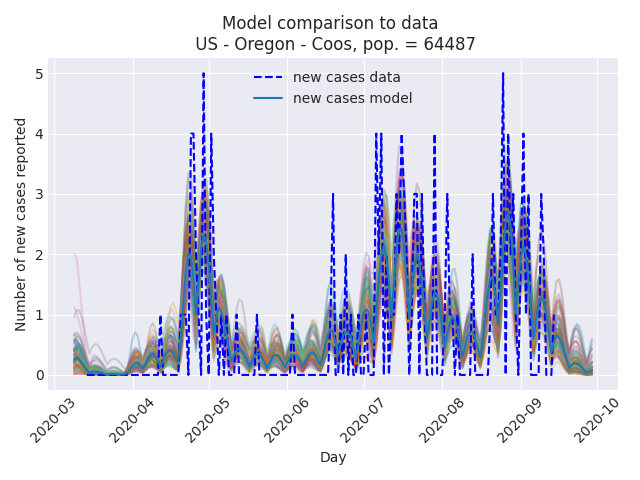 Model comparison to data
US - Oregon - Coos, pop. = 64487
new cases data
new cases model
Number of new cases reported
5
4
3
2
1
0
2020-03
2020-04
2020-05
2020-06
2020-07
2020-08
2020-09
2020-10
Day